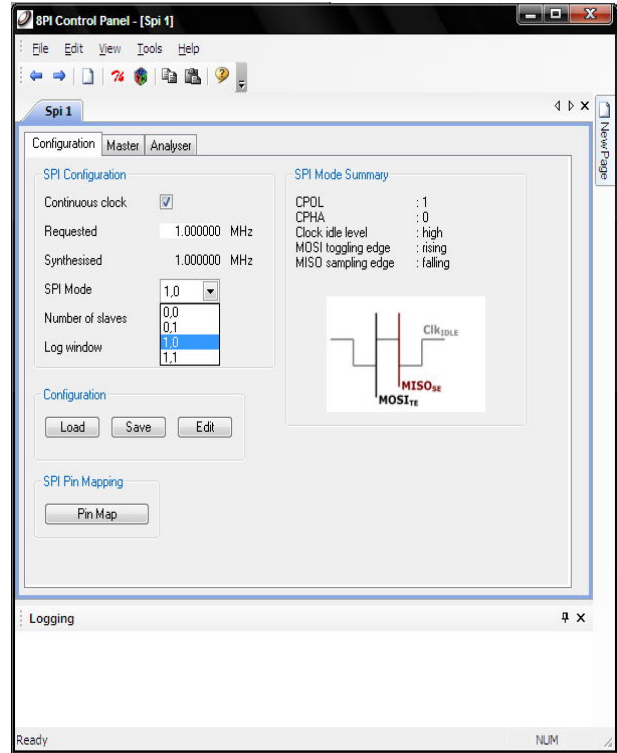 8PI Control Panel - [Spi 1]
File Edit View Tools Help
Spi 1
New Page
Configuration Master Analyser
SPI Configuration
Continuous clock
Requested 1.000000 MHz
Synthesised 1.000000 MHz
SPI Mode 1,0
0,0
0,1
1,0
1,1
Number of slaves
Log window
SPI Mode Summary
CPOL : 1
CPHA : 0
Clock idle level : high
MOSI toggling edge : rising
MISO sampling edge : falling
Clk IDLE
MISO SE
MOSI TE
Configuration
Load Save Edit
SPI Pin Mapping
Pin Map
Logging
Ready NUM